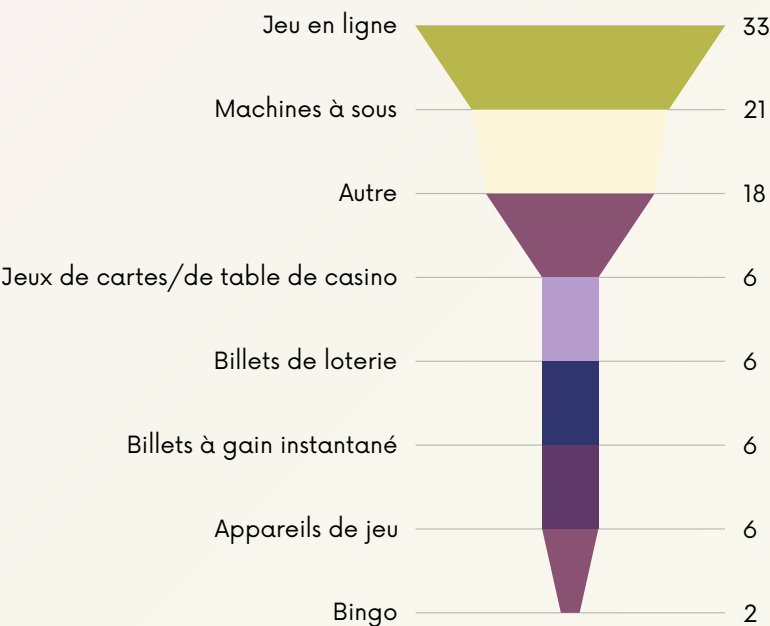 Jeu en ligne 33
Machines à sous 21
Autre 18
Jeux de cartes/de table de casino 6
Billets de loterie 6
Billets à gain instantané 6
Appareils de jeu 6
Bingo 2